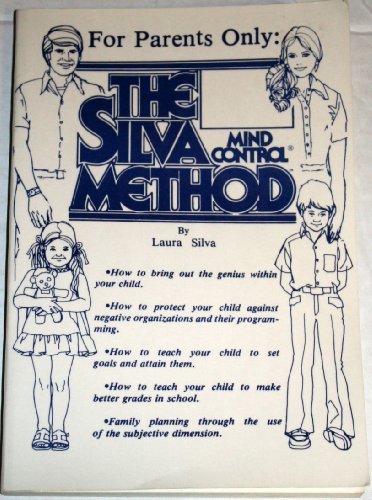 For Parents Only:
THE
SILVA
MIND
CONTROL®
METHOD
By
Laura Silva
•How to bring out the genius within
your child.
•How to protect your child against
negative organizations and their program-
ming.
•How to teach your child to set
goals and attain them.
•How to teach your child to make
better grades in school.
•Family planning through the use
of the subjective dimension.